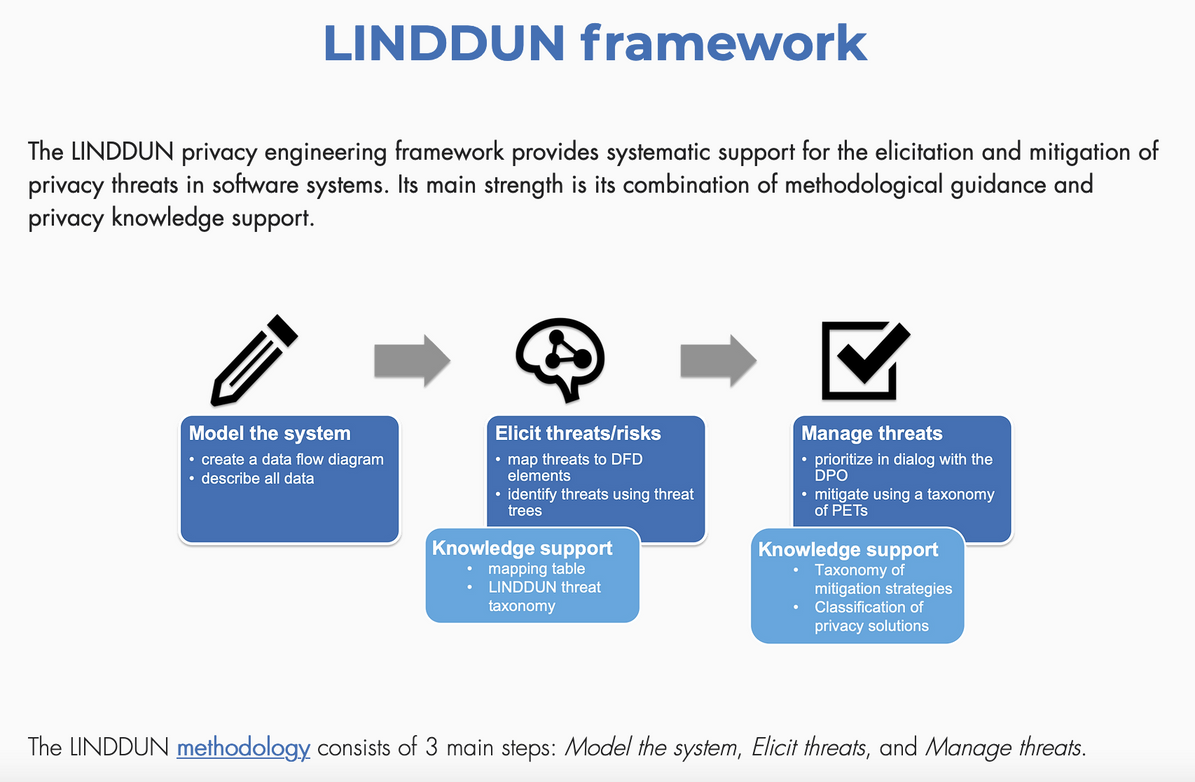 LINDDUN framework
The LINDDUN privacy engineering framework provides systematic support for the elicitation and mitigation of
privacy threats in software systems. Its main strength is its combination of methodological guidance and
privacy knowledge support.
Model the system
• create a data flow diagram
• describe all data
Elicit threats/risks
• map threats to DFD
elements
• identify threats using threat
trees
Knowledge support
• mapping table
• LINDDUN threat
taxonomy
Manage threats
• prioritize in dialog with the
DPO
• mitigate using a taxonomy
of PETs
Knowledge support
• Taxonomy of
mitigation strategies
• Classification of
privacy solutions
The LINDDUN methodology consists of 3 main steps: Model the system, Elicit threats, and Manage threats.